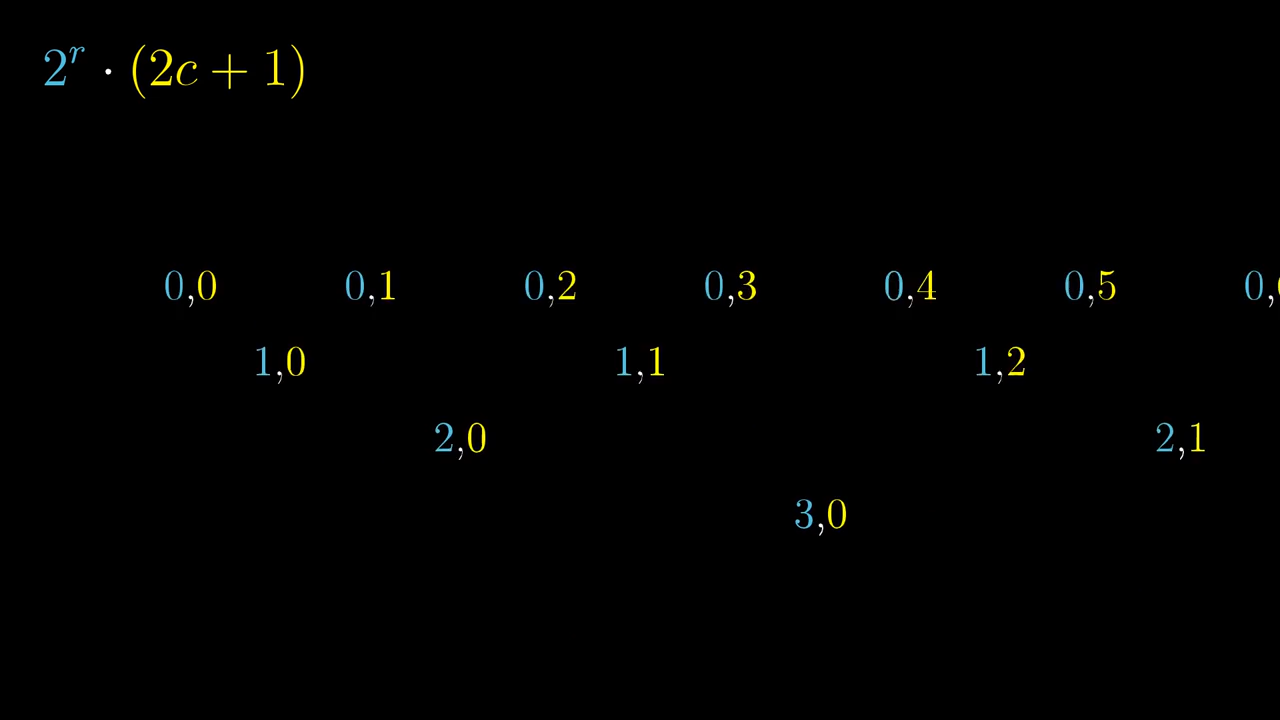 2^r · (2c + 1)
0,0 0,1 0,2 0,3 0,4 0,5 0,
1,0 1,1 1,2
2,0 2,1
3,0